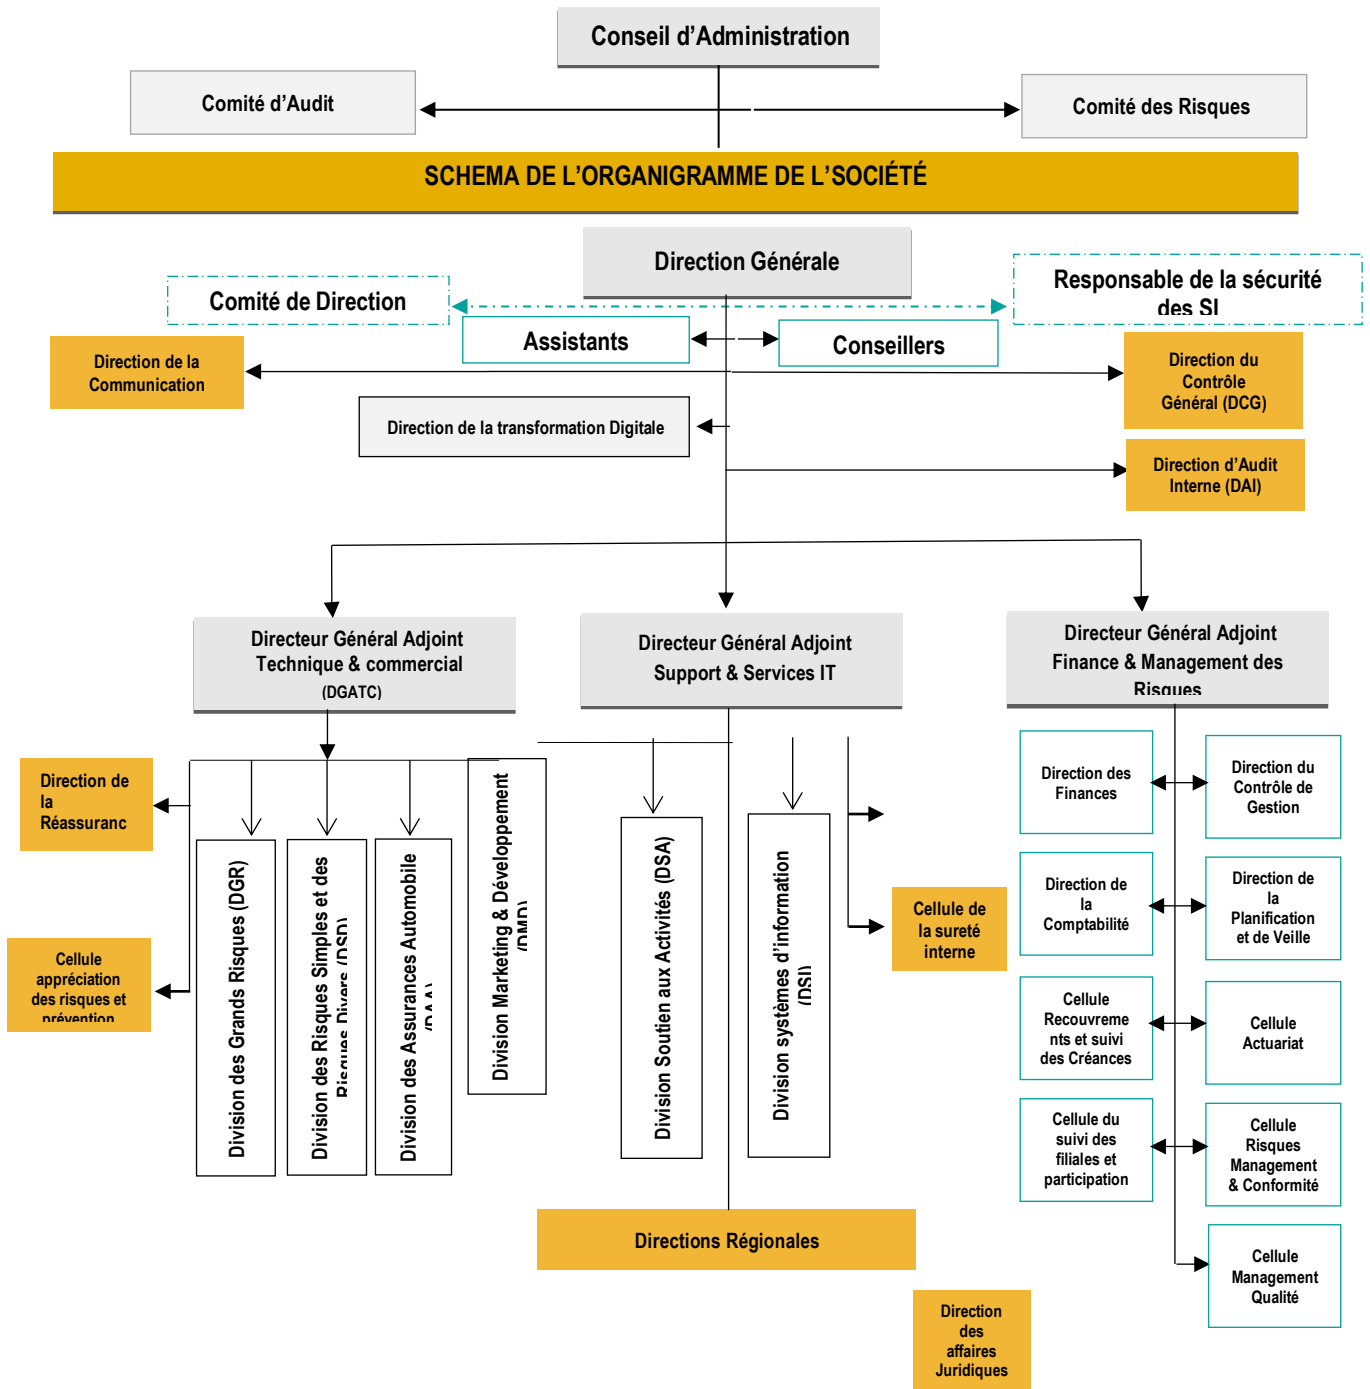 Conseil d’Administration
Comité d’Audit
Comité des Risques
SCHEMA DE L’ORGANIGRAMME DE L’SOCIÉTÉ
Direction Générale
Comité de Direction
Responsable de la sécurité
des SI
Assistants
Conseillers
Direction de la
Communication
Direction du
Contrôle
Général (DCG)
Direction de la transformation Digitale
Direction d’Audit
Interne (DAI)
Directeur Général Adjoint
Technique & commercial
(DGATC)
Directeur Général Adjoint
Support & Services IT
Directeur Général Adjoint
Finance & Management des
Risques
Direction de
la
Réassuranc
Cellule
appréciation
des risques et
prévention
Division des Grands Risques (DGR)
Division des Risques Simples et des
Risques Divers (DSD)
Division des Assurances Automobile
(DAA)
Division Marketing & Développement
(DMD)
Division Soutien aux Activités (DSA)
Division systèmes d’information
(DSI)
Cellule de
la sureté
interne
Direction des
Finances
Direction du
Contrôle de
Gestion
Direction de
la
Comptabilité
Direction de
la
Planification
et de Veille
Cellule
Recouvreme
nts et suivi
des Créances
Cellule
Actuariat
Cellule du
suivi des
filiales et
participation
Cellule
Risques
Management
& Conformité
Cellule
Management
Qualité
Directions Régionales
Direction
des
affaires
Juridiques